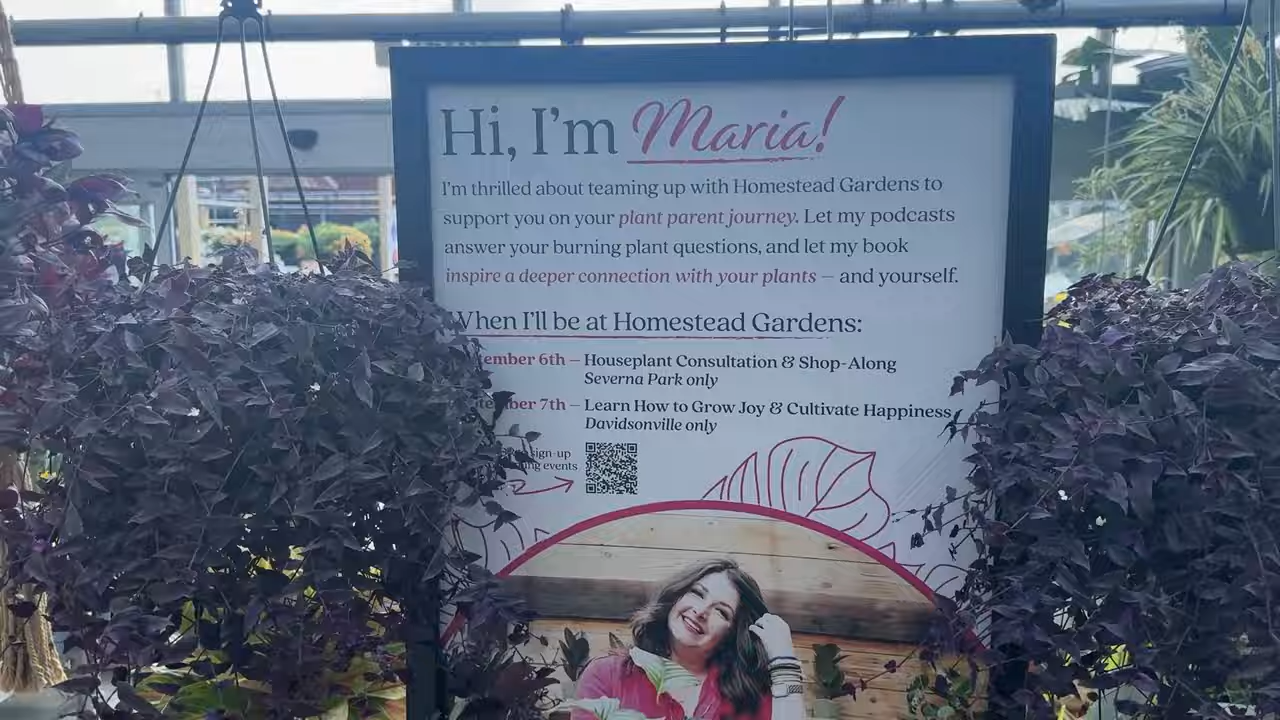 Hi, I'm Maria!
I'm thrilled about teaming up with Homestead Gardens to
support you on your plant parent journey. Let my podcasts
answer your burning plant questions, and let my book
inspire a deeper connection with your plants – and yourself.
When I'll be at Homestead Gardens:
6th – Houseplant Consultation & Shop-Along
Severna Park only
7th – Learn How to Grow Joy & Cultivate Happiness
Davidsonville only
sign-up
events